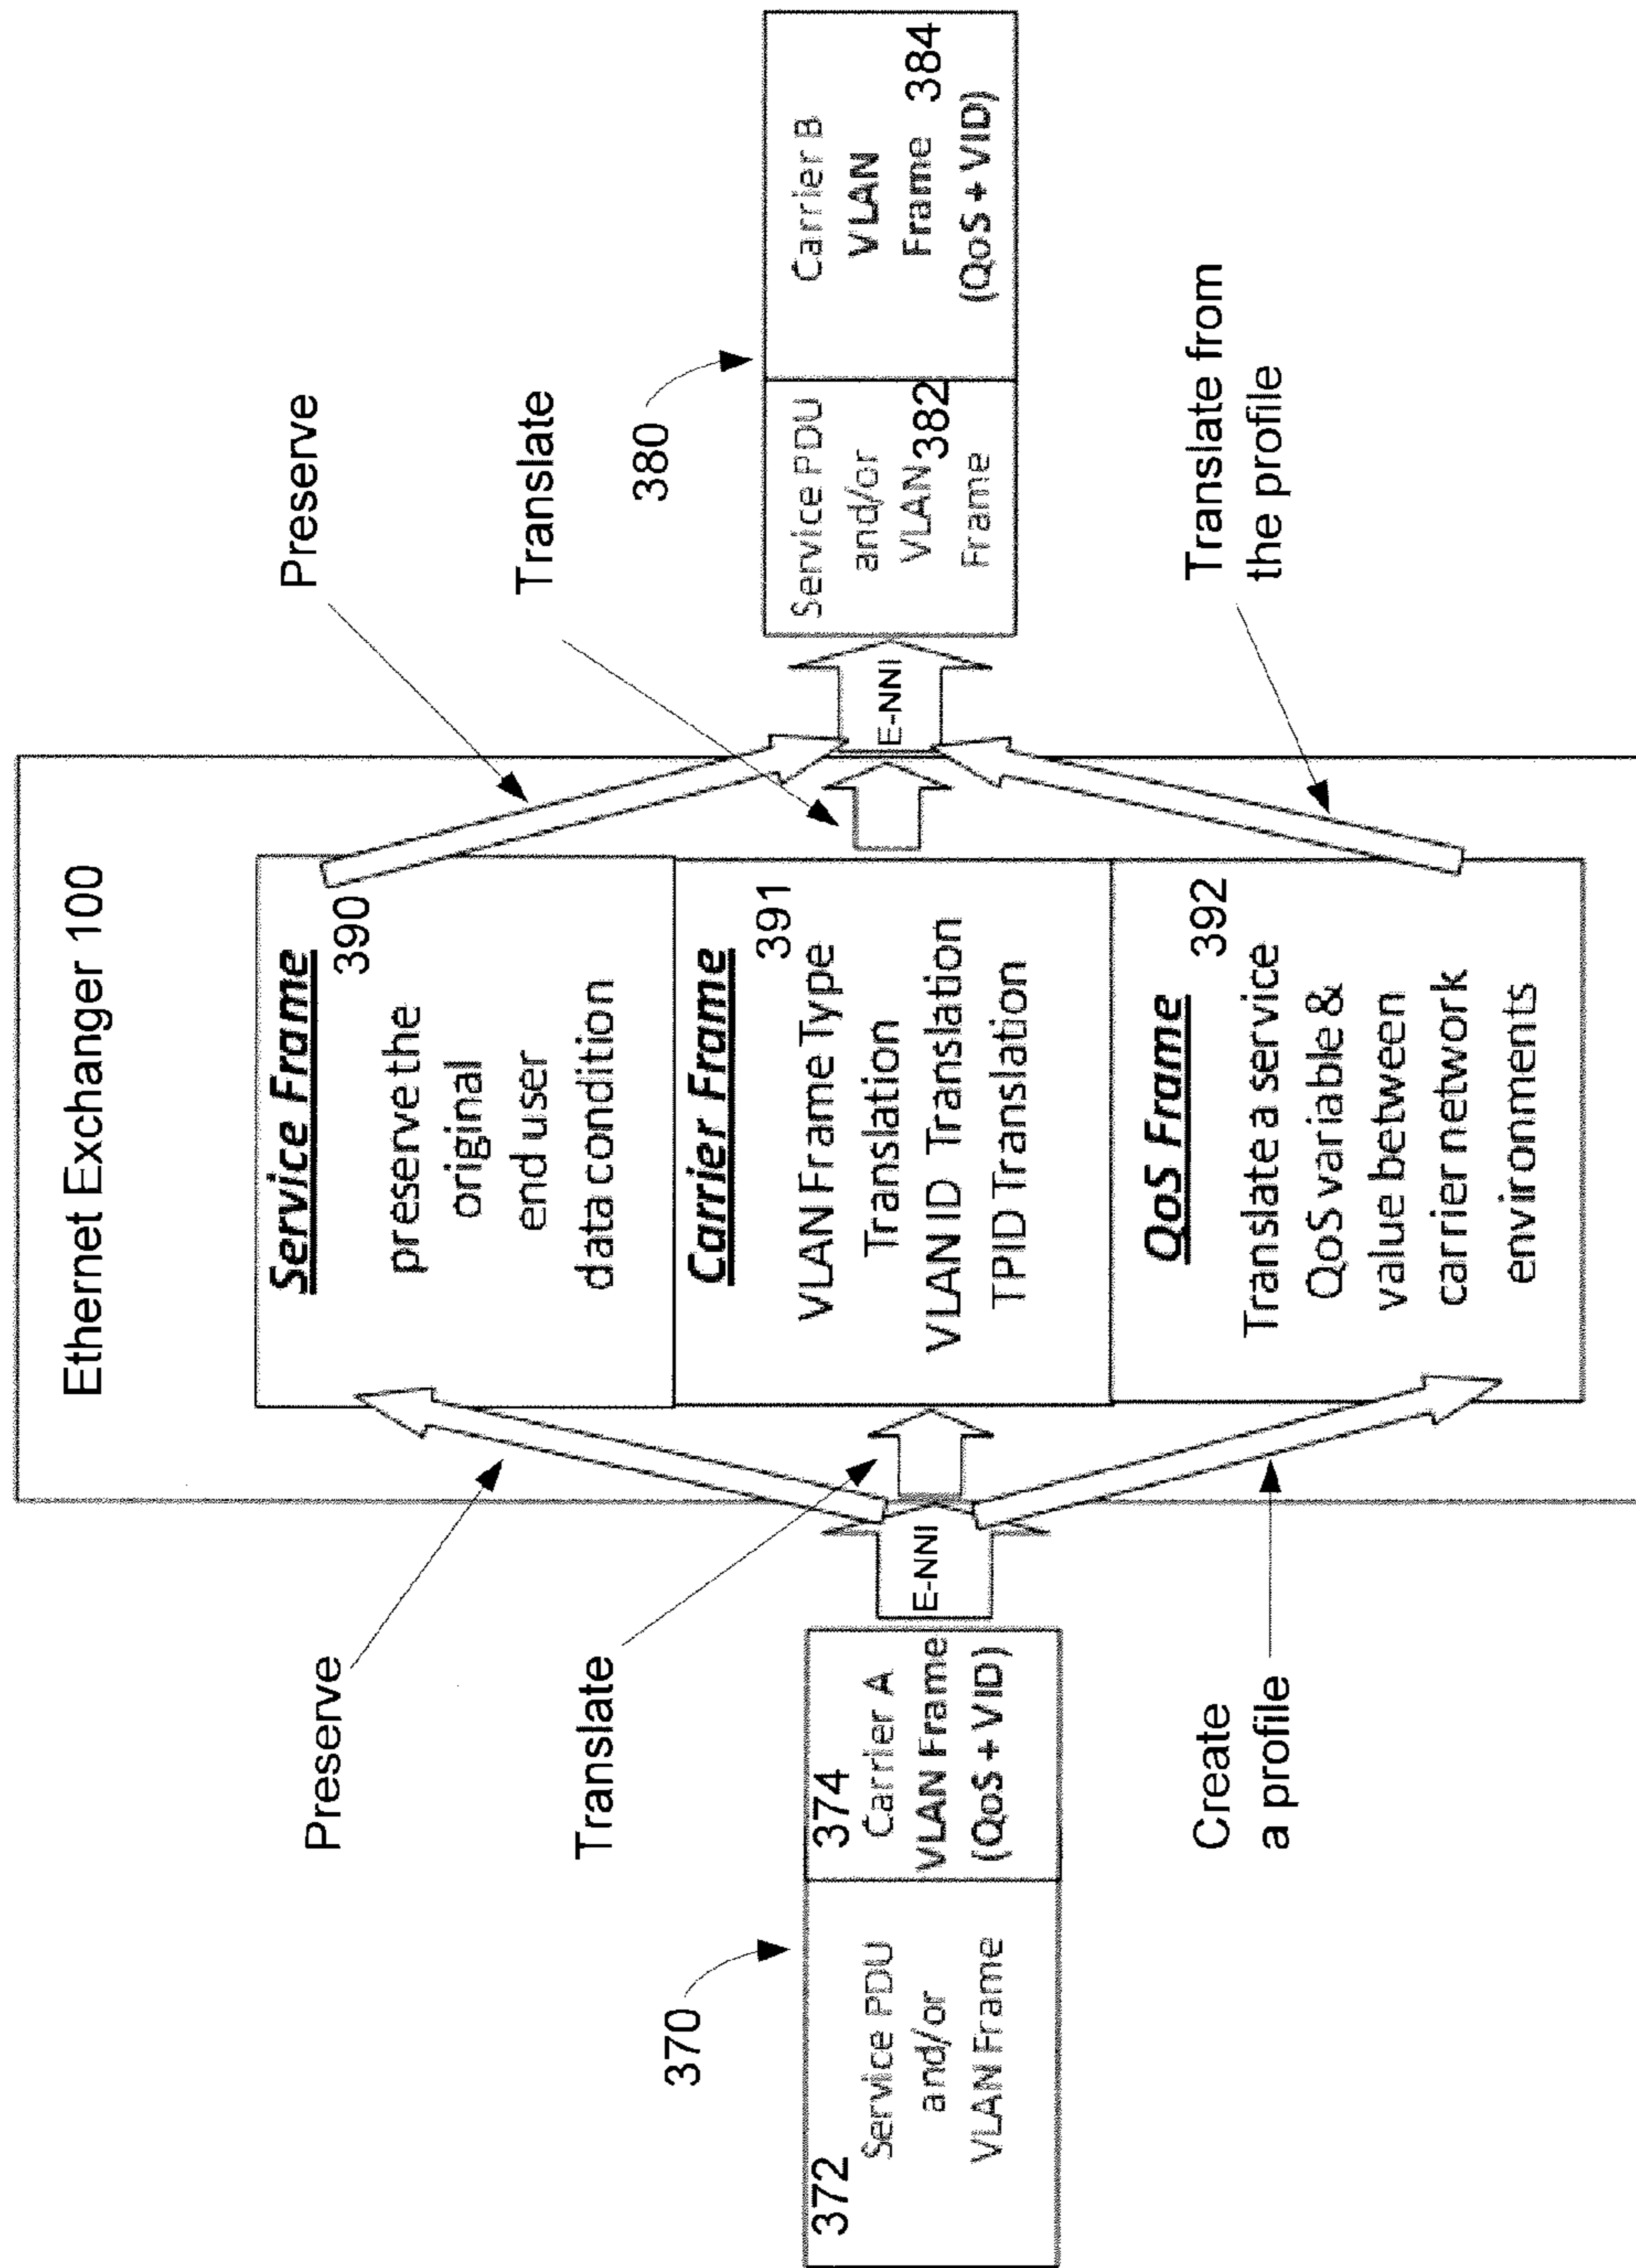 Ethernet Exchanger 100
Preserve
Translate
370
372
Service PDU
and/or
VLAN Frame
374
Carrier A
VLAN Frame
(QoS + VID)
E-NNI
Create
a profile
Service Frame
390
preserve the
original
end user
data condition
Carrier Frame
391
VLAN Frame Type
Translation
VLAN ID Translation
TPID Translation
QoS Frame
392
Translate a service
QoS variable &
value between
carrier network
environments
Preserve
Translate
380
E-NNI
Service PDU
and/or
VLAN 382
Frame
Carrier B
VLAN
Frame 384
(QoS + VID)
Translate from
the profile